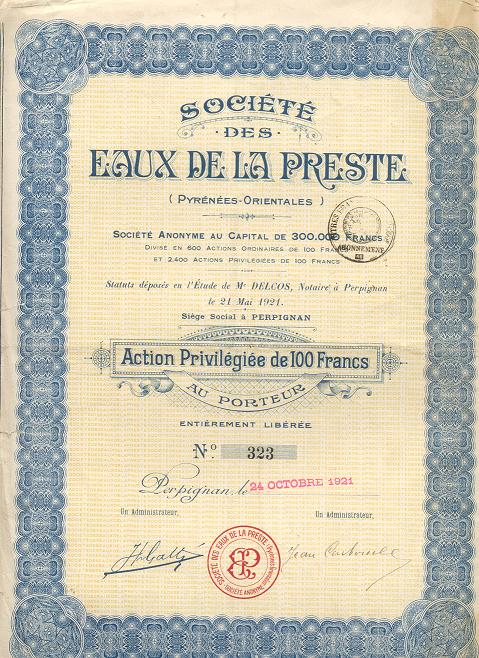 SOCIÉTÉ
DES
EAUX DE LA PRESTE
(PYRÉNÉES-ORIENTALES)
SOCIÉTÉ ANONYME AU CAPITAL DE 300.000 FRANCS
DIVISÉ EN 600 ACTIONS ORDINAIRES DE 100 FRANCS
ET 2.400 ACTIONS PRIVILÉGIÉES DE 100 FRANCS
ABONNEMENT
Statuts déposés en l'Étude de Me DELCOS, Notaire à Perpignan
le 21 Mai 1921.
Siège Social à PERPIGNAN
Action Privilégiée de 100 Francs
AU PORTEUR
ENTIÈREMENT LIBÉRÉE
N.º 323
Perpignan, le 24 OCTOBRE 1921
Un Administrateur, Un Administrateur,
SOCIÉTÉ DES EAUX DE LA PRESTE (Pyrénées-Orientales)
SOCIÉTÉ ANONYME
Jean